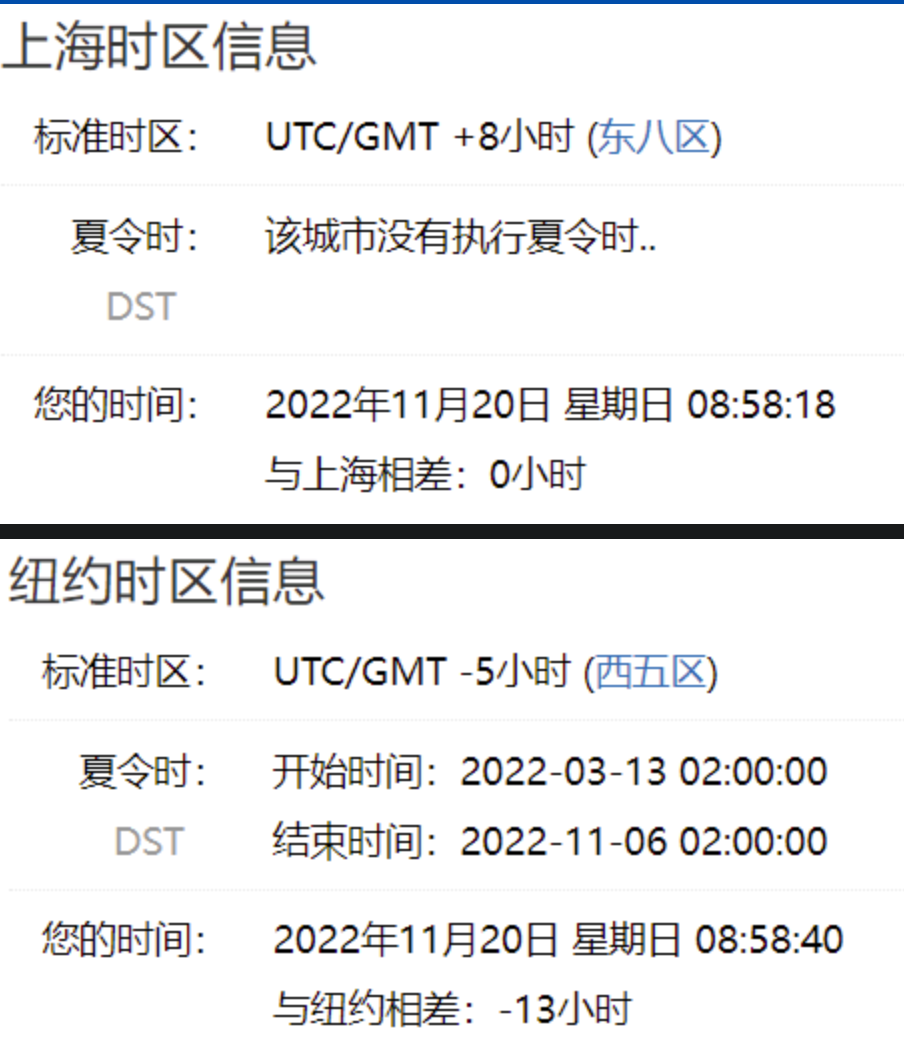 上海时区信息
标准时区： UTC/GMT +8小时 (东八区)
夏令时： 该城市没有执行夏令时..
DST
您的时间： 2022年11月20日 星期日 08:58:18
与上海相差：0小时
纽约时区信息
标准时区： UTC/GMT -5小时 (西五区)
夏令时： 开始时间：2022-03-13 02:00:00
DST 结束时间：2022-11-06 02:00:00
您的时间： 2022年11月20日 星期日 08:58:40
与纽约相差：-13小时